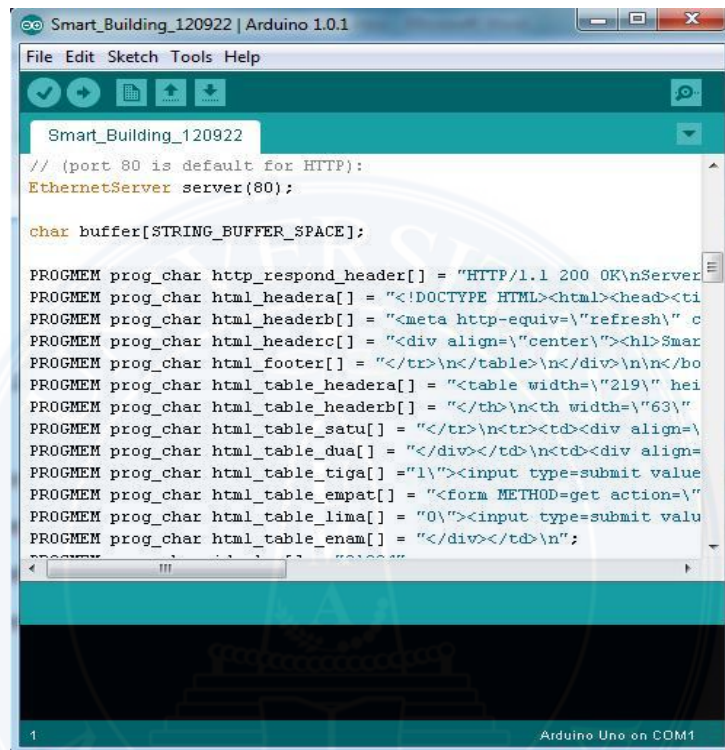 Smart_Building_120922 | Arduino 1.0.1
File Edit Sketch Tools Help
Smart_Building_120922
// (port 80 is default for HTTP):
EthernetServer server(80);
char buffer[STRING_BUFFER_SPACE];
PROGMEM prog_char http_respond_header[] = "HTTP/1.1 200 OK\nServer
PROGMEM prog_char html_headera[] = "<!DOCTYPE HTML><html><head><ti
PROGMEM prog_char html_headerb[] = "<meta http-equiv=\"refresh\" c
PROGMEM prog_char html_headerc[] = "<div align=\"center\"><h1>Smar
PROGMEM prog_char html_footer[] = "</tr>\n</table>\n</div>\n\n</bo
PROGMEM prog_char html_table_headera[] = "<table width=\"219\" hei
PROGMEM prog_char html_table_headerb[] = "</th>\n<th width=\"63\"
PROGMEM prog_char html_table_satu[] = "</tr>\n<tr><td><div align=\
PROGMEM prog_char html_table_dua[] = "</div></td>\n<td><div align=
PROGMEM prog_char html_table_tiga[] ="1\"><input type=submit value
PROGMEM prog_char html_table_empat[] = "<form METHOD=get action=\"
PROGMEM prog_char html_table_lima[] = "0\"><input type=submit valu
PROGMEM prog_char html_table_enam[] = "</div></td>\n";
1
Arduino Uno on COM1